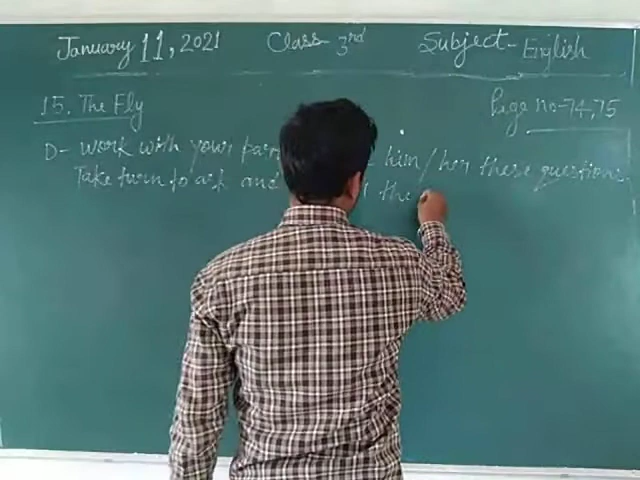 January 11, 2021 Class 3rd Subject - English
15. The Fly Page no-74,75
D- work with your him/her these questions,
Take turn to ask and the